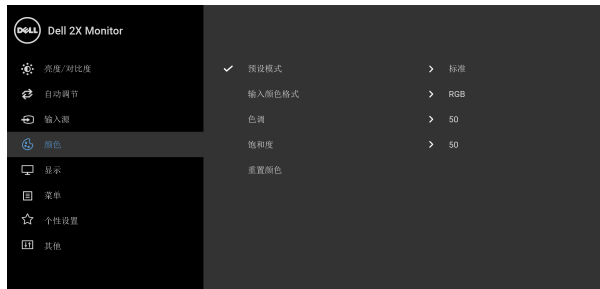 DELL Dell 2X Monitor
亮度/对比度
预设模式 标准
自动调节
输入颜色格式 RGB
输入源
色调 50
颜色
饱和度 50
显示
重置颜色
菜单
个性设置
其他